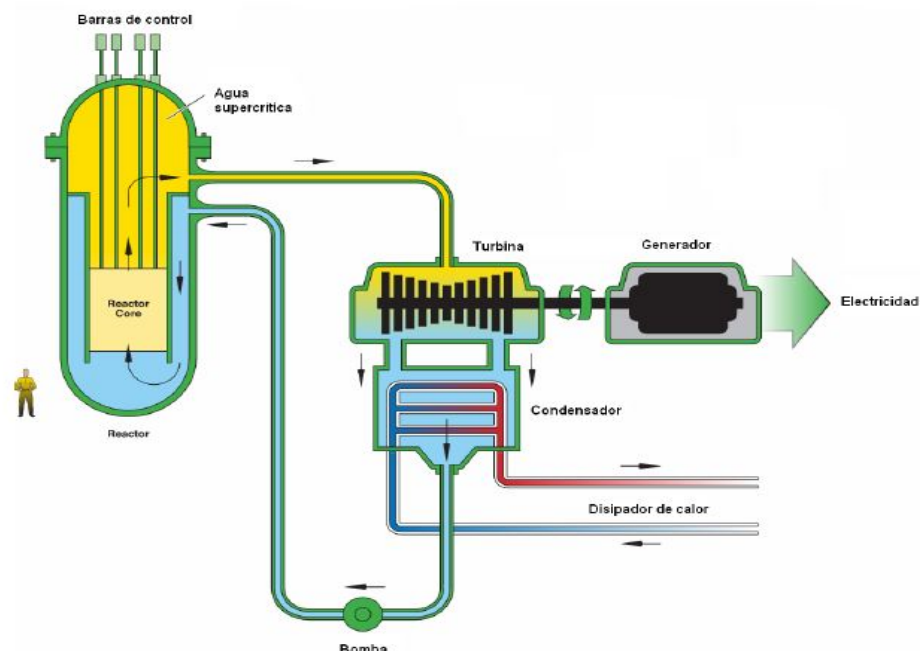 Barras de control
Agua
supercrítica
Turbina
Generador
Electricidad
Reactor
Core
Condensador
Reactor
Disipador de calor
Bomba